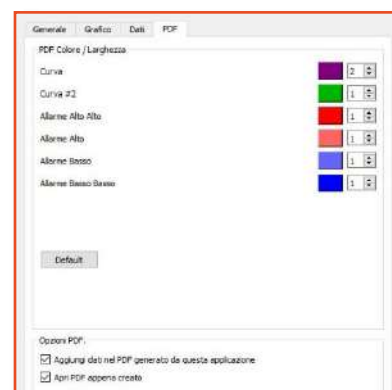 Generale Grafico Dati PDF
PDF Colore / Larghezza
Curva 2
Curva #2 1
Allarme Alto Alto 1
Allarme Alto 1
Allarme Basso 1
Allarme Basso Basso 1
Default
Opzioni PDF.
Aggiungi dati nel PDF generato da questa applicazione
Apri PDF appena creato